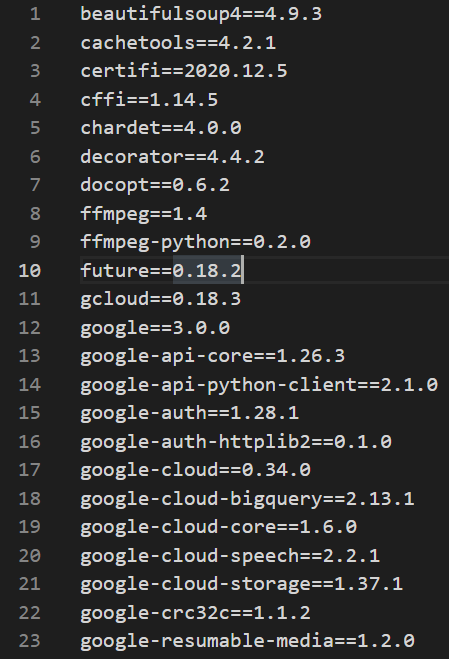 1 beautifulsoup4==4.9.3
2 cachetools==4.2.1
3 certifi==2020.12.5
4 cffi==1.14.5
5 chardet==4.0.0
6 decorator==4.4.2
7 docopt==0.6.2
8 ffmpeg==1.4
9 ffmpeg-python==0.2.0
10 future==0.18.2
11 gcloud==0.18.3
12 google==3.0.0
13 google-api-core==1.26.3
14 google-api-python-client==2.1.0
15 google-auth==1.28.1
16 google-auth-httplib2==0.1.0
17 google-cloud==0.34.0
18 google-cloud-bigquery==2.13.1
19 google-cloud-core==1.6.0
20 google-cloud-speech==2.2.1
21 google-cloud-storage==1.37.1
22 google-crc32c==1.1.2
23 google-resumable-media==1.2.0